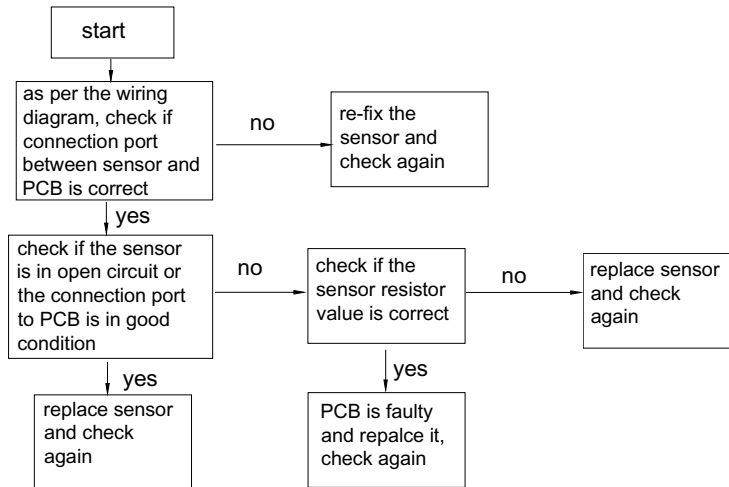 start
as per the wiring
diagram, check if
connection port
between sensor and
PCB is correct
no
re-fix the
sensor and
check again
yes
check if the sensor
is in open circuit or
the connection port
to PCB is in good
condition
no
check if the
sensor resistor
value is correct
no
replace sensor
and check
again
yes
replace sensor
and check
again
yes
PCB is faulty
and repalce it,
check again